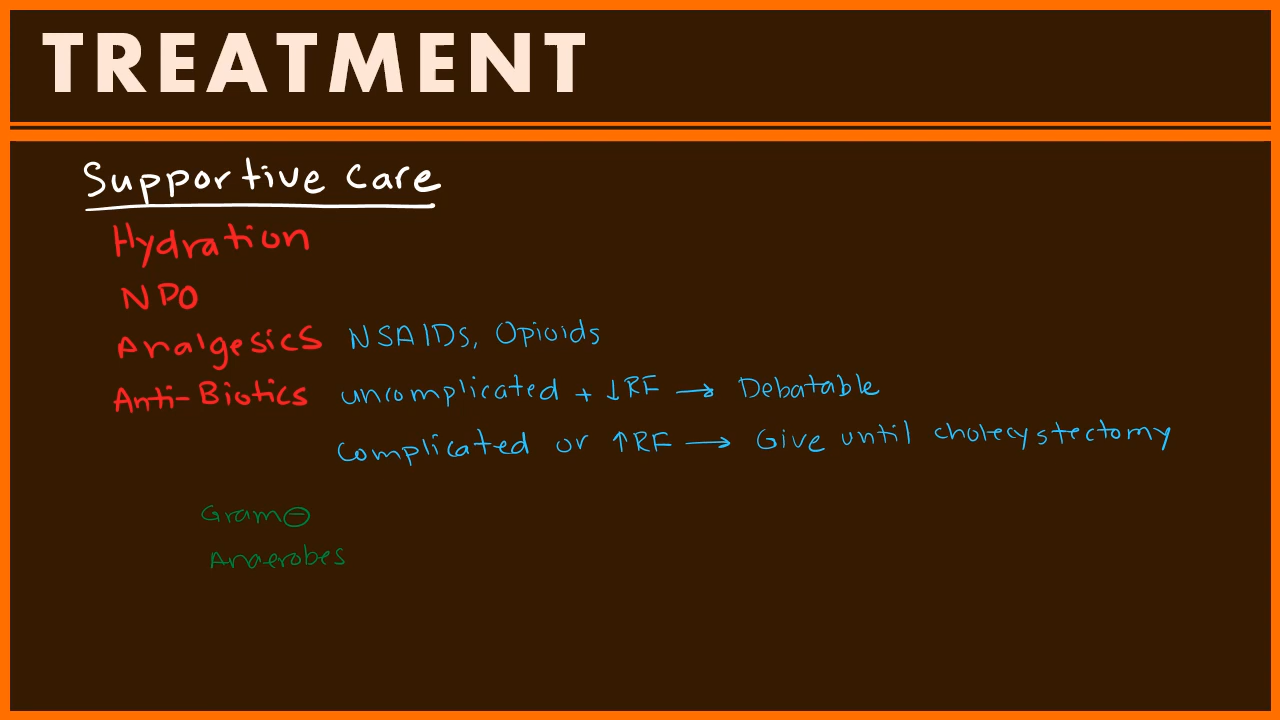 TREATMENT
Supportive Care
Hydration
NPO
Analgesics NSAIDs, Opioids
Anti-Biotics uncomplicated + ↓RF → Debatable
Complicated or ↑RF → Give until cholecystectomy
Gram ⊖
Anaerobes